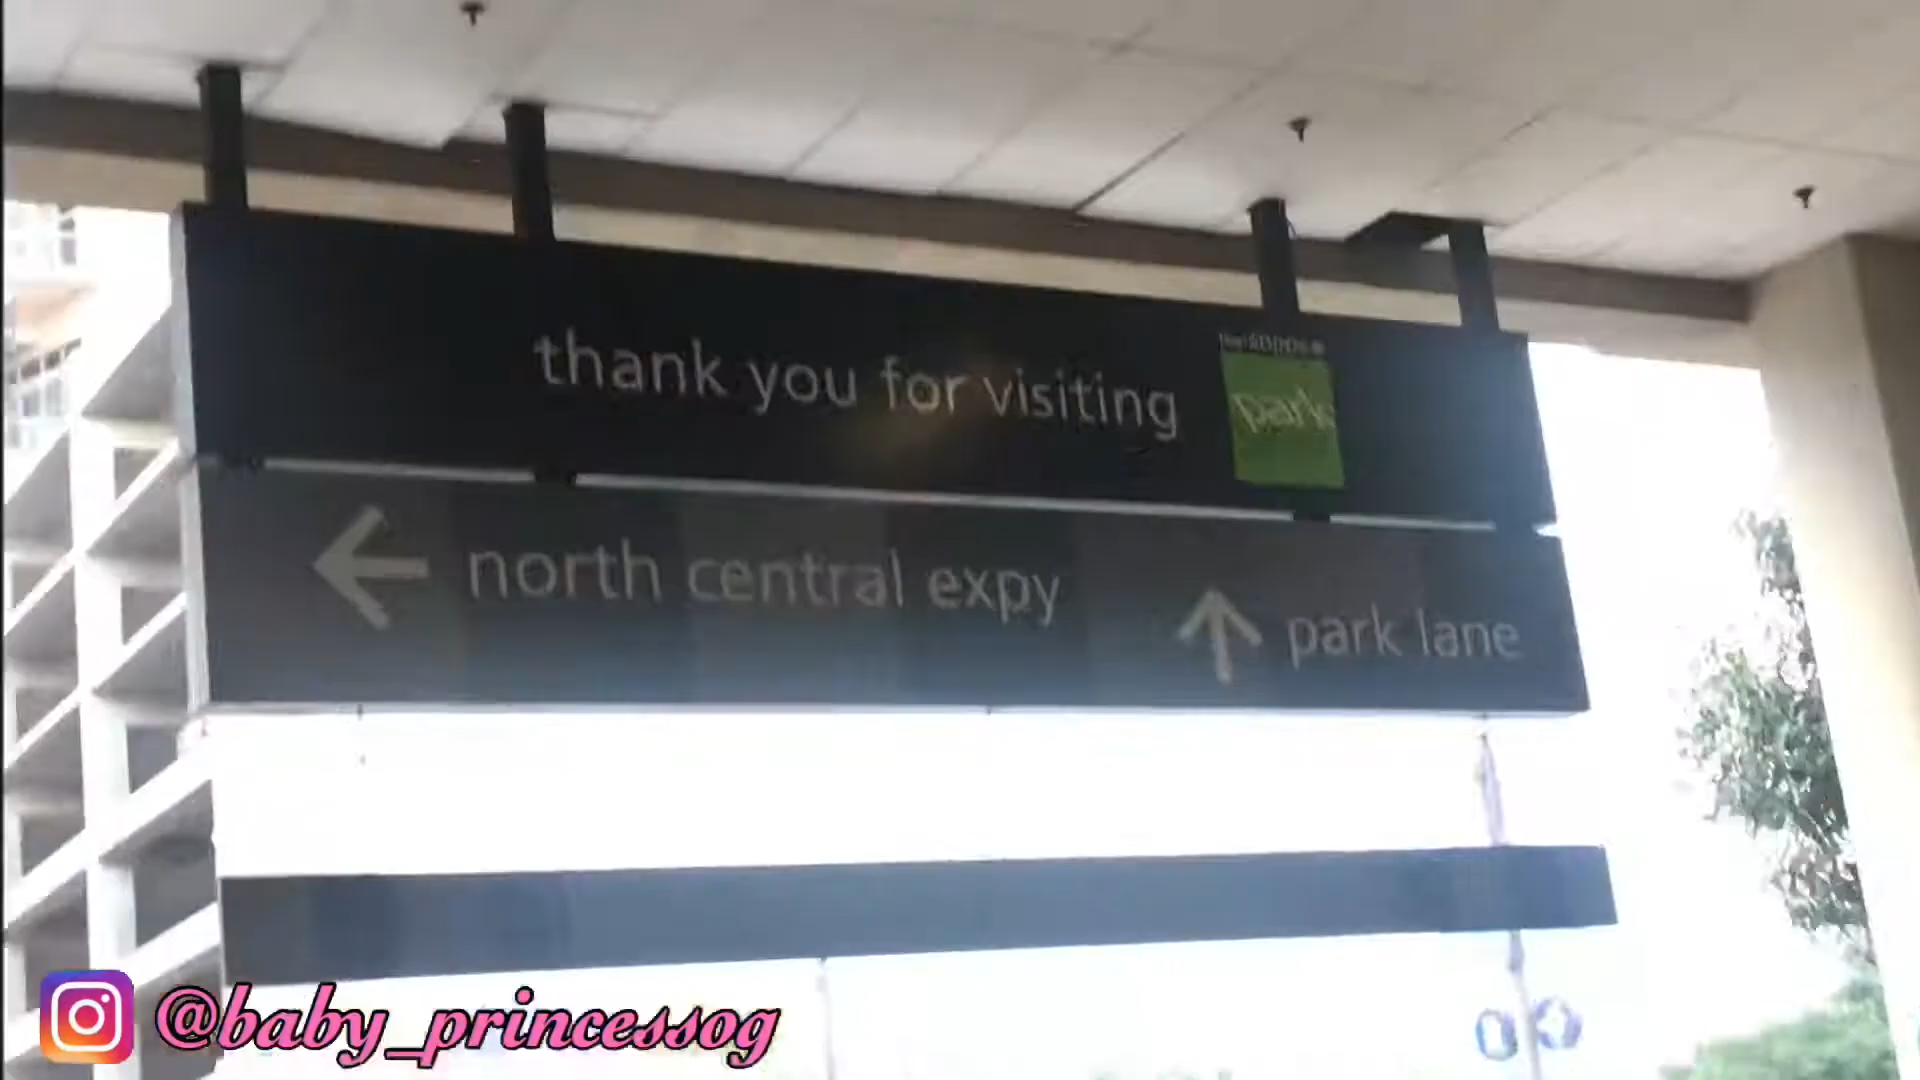 thank you for visiting
park
north central expy
park lane
@baby_princessog